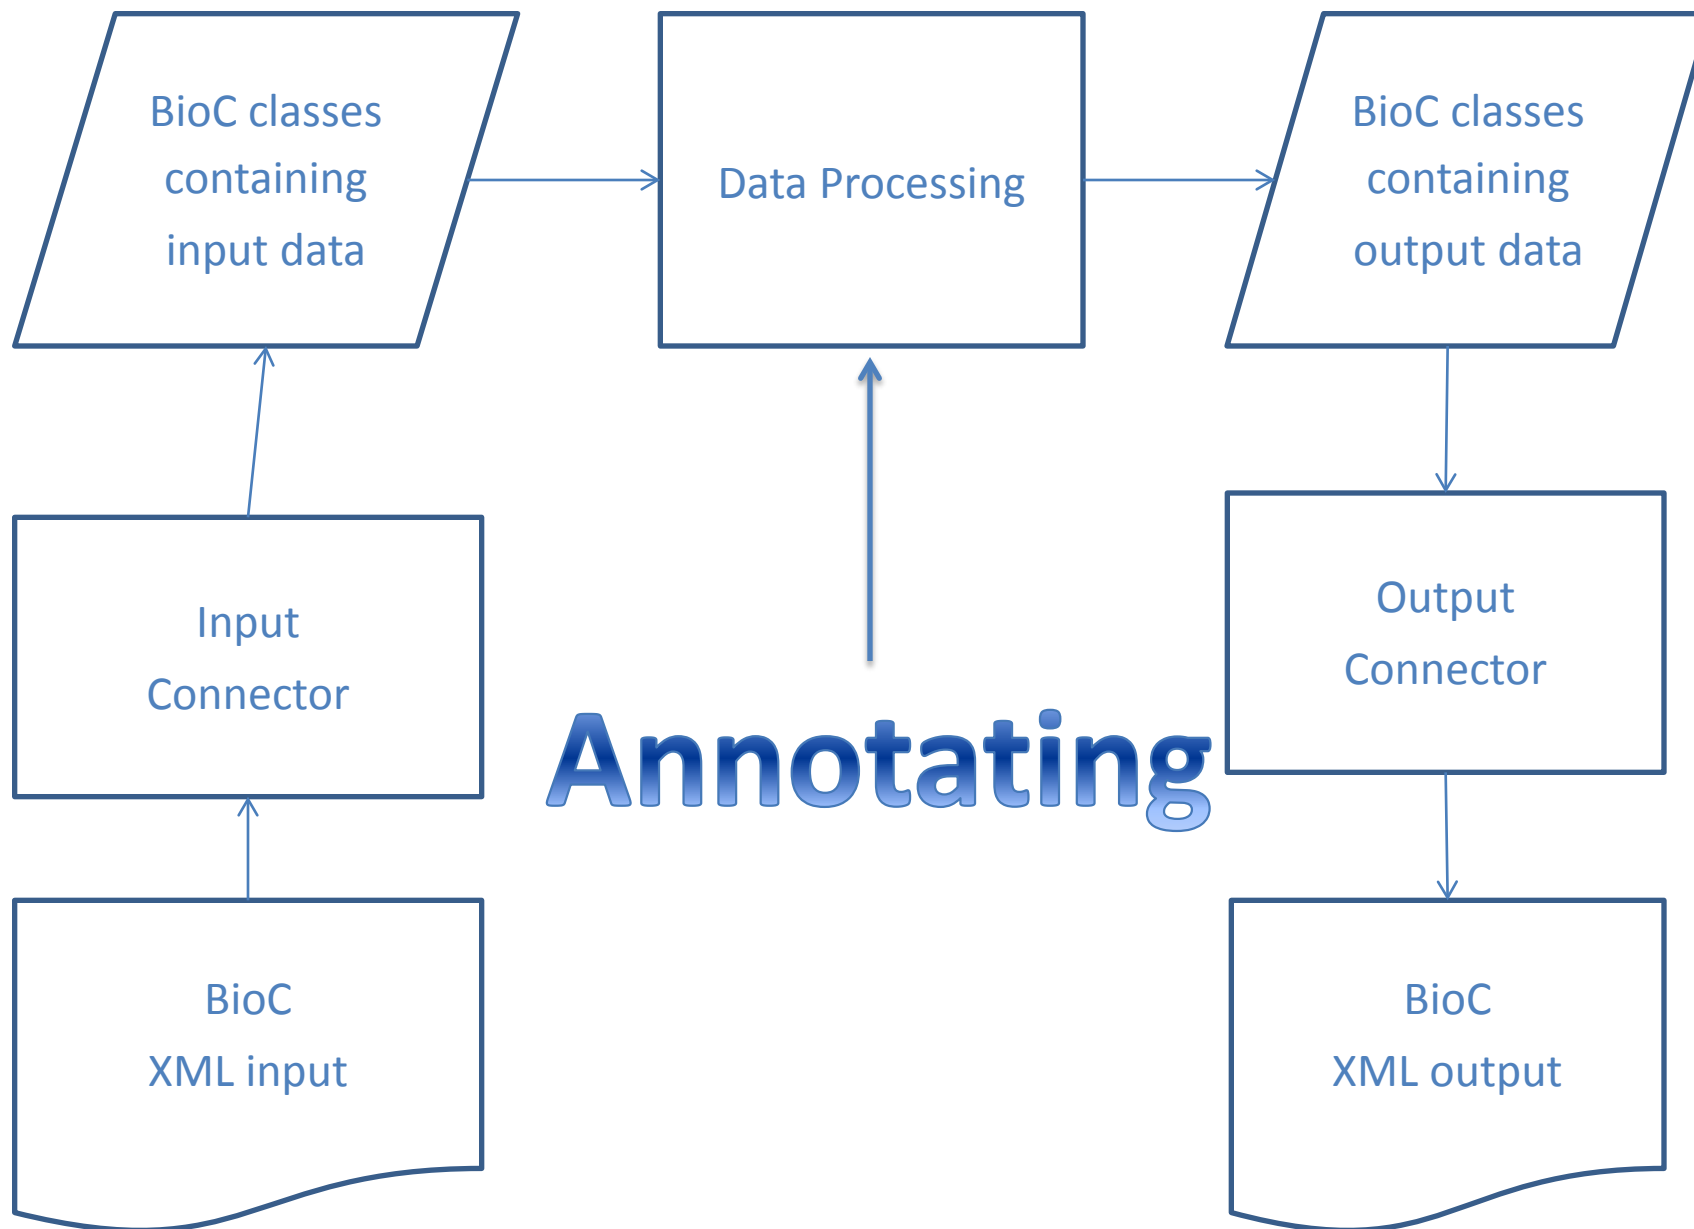 BioC classes
containing
input data
Data Processing
BioC classes
containing
output data
Input
Connector
Output
Connector
Annotating
BioC
XML input
BioC
XML output